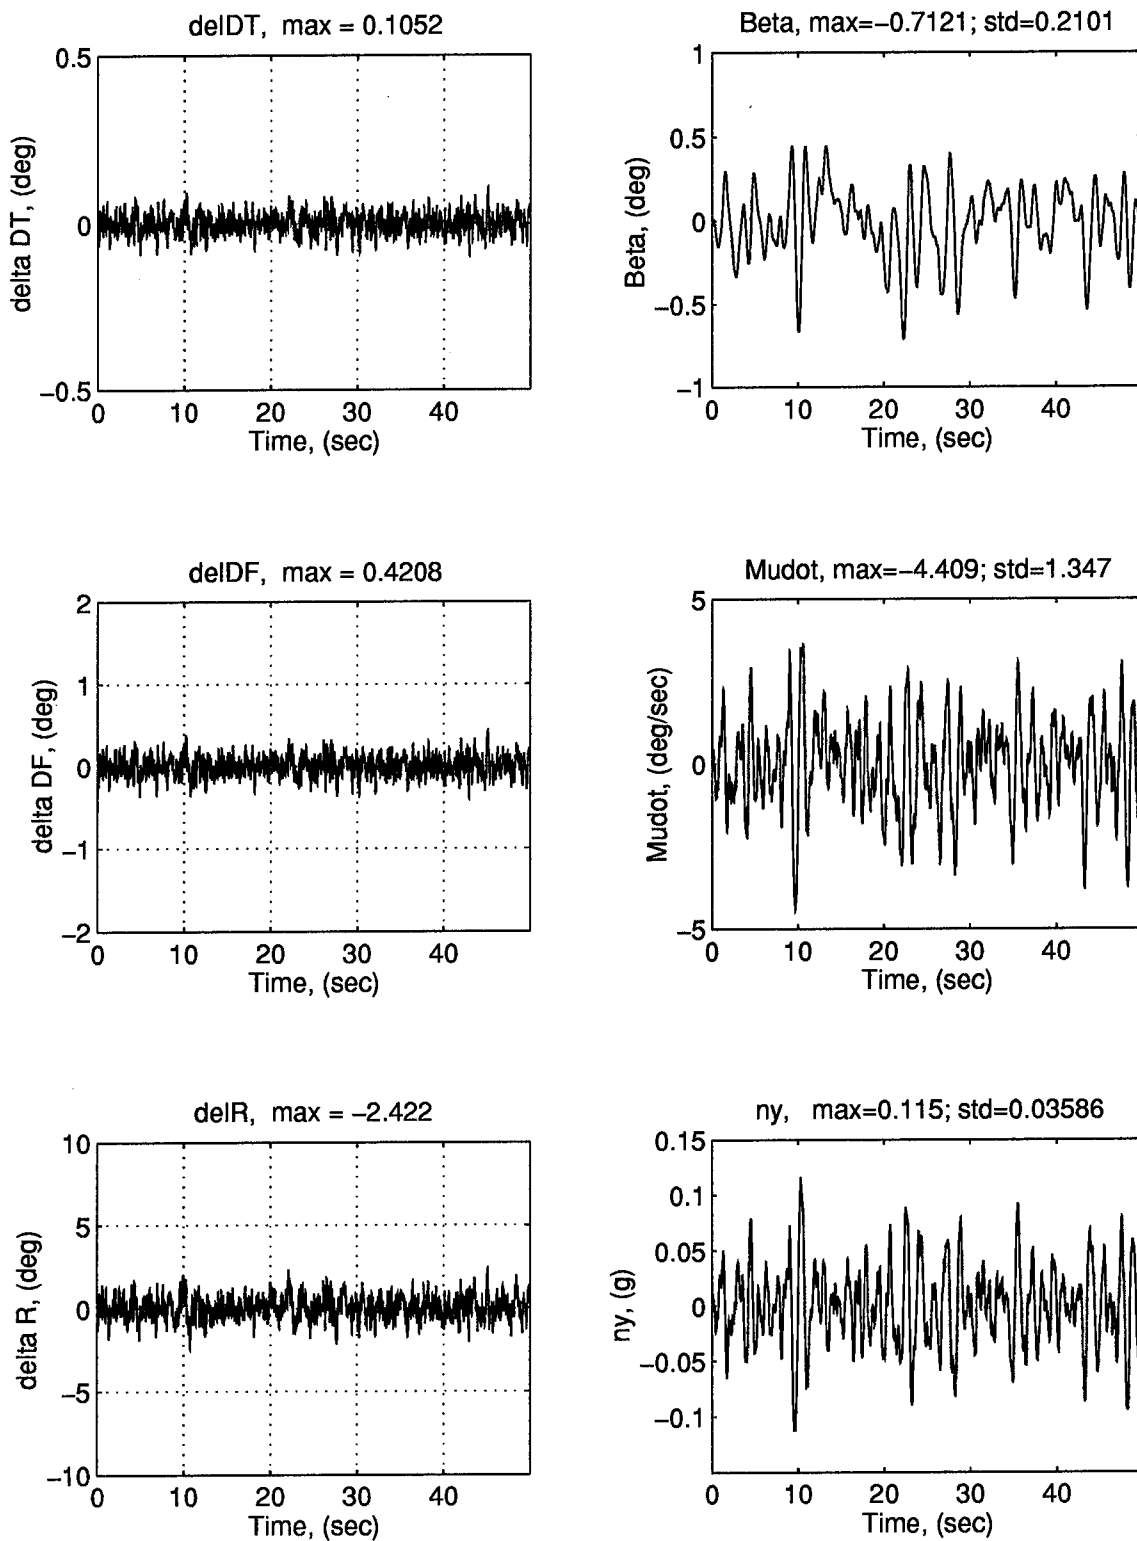 delDT,  max = 0.1052
0.5
0
−0.5
delta DT, (deg)
0 10 20 30 40
Time, (sec)
Beta, max=−0.7121; std=0.2101
1
0.5
0
−0.5
−1
Beta, (deg)
0 10 20 30 40
Time, (sec)
delDF,  max = 0.4208
2
1
0
−1
−2
delta DF, (deg)
0 10 20 30 40
Time, (sec)
Mudot, max=−4.409; std=1.347
5
0
−5
Mudot, (deg/sec)
0 10 20 30 40
Time, (sec)
delR,  max = −2.422
10
5
0
−5
−10
delta R, (deg)
0 10 20 30 40
Time, (sec)
ny,   max=0.115; std=0.03586
0.15
0.1
0.05
0
−0.05
−0.1
ny, (g)
0 10 20 30 40
Time, (sec)